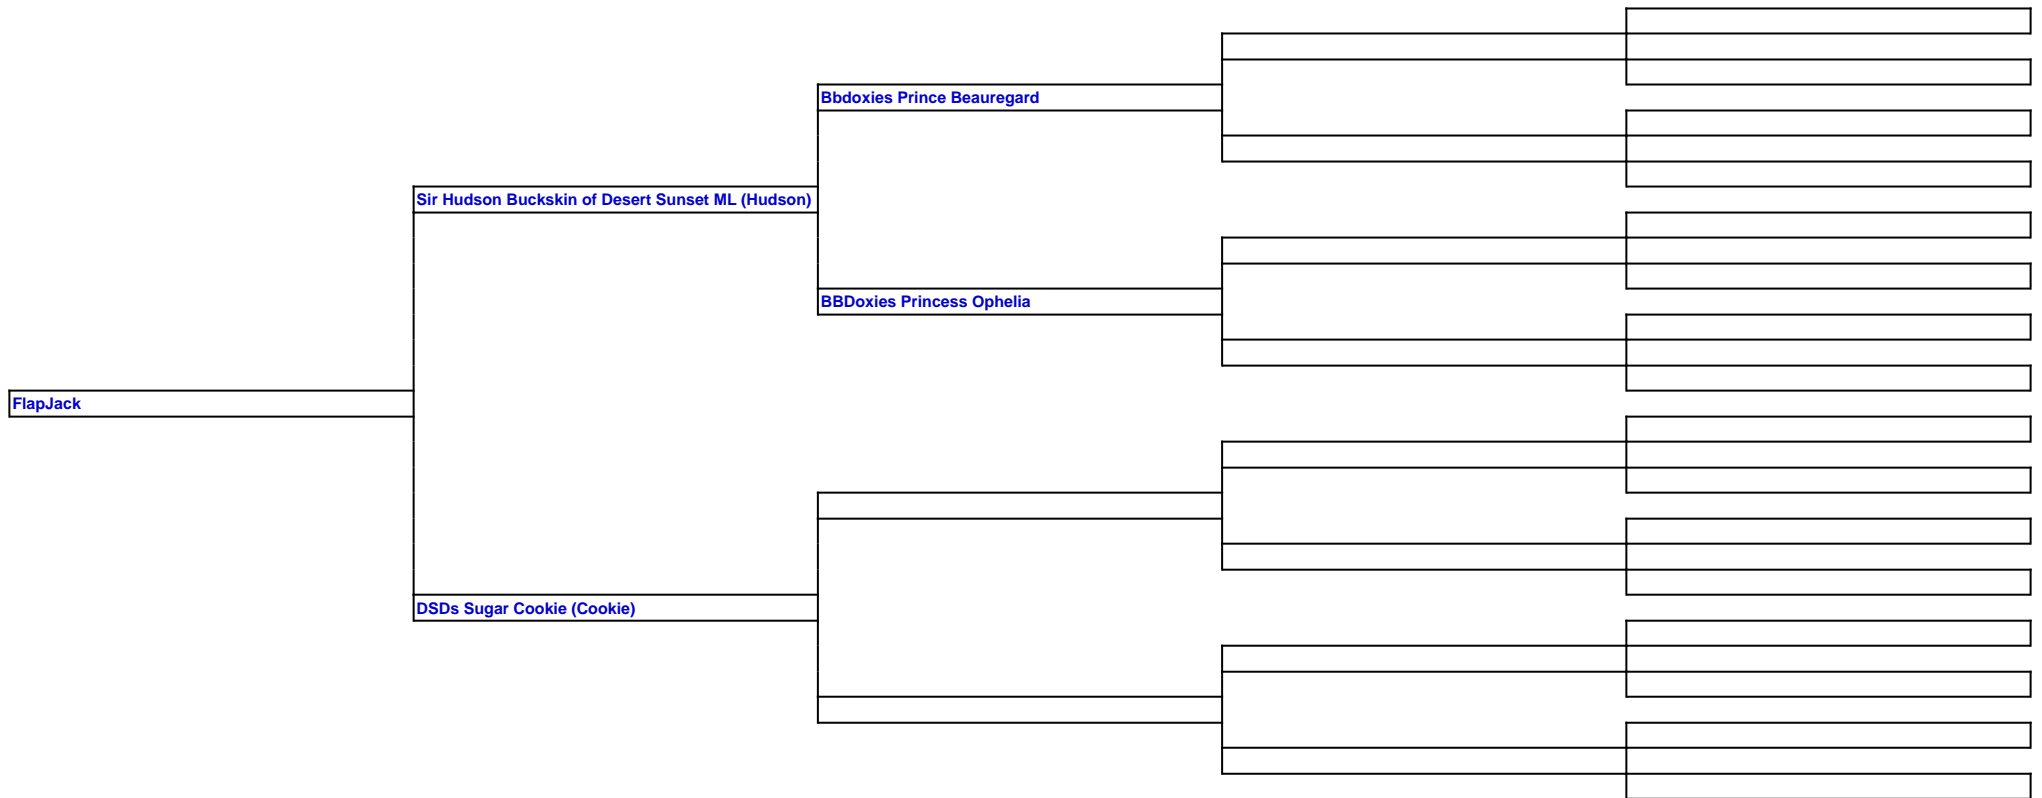 Bbdoxies Prince Beauregard
Sir Hudson Buckskin of Desert Sunset ML (Hudson)
BBDoxies Princess Ophelia
FlapJack
DSDs Sugar Cookie (Cookie)